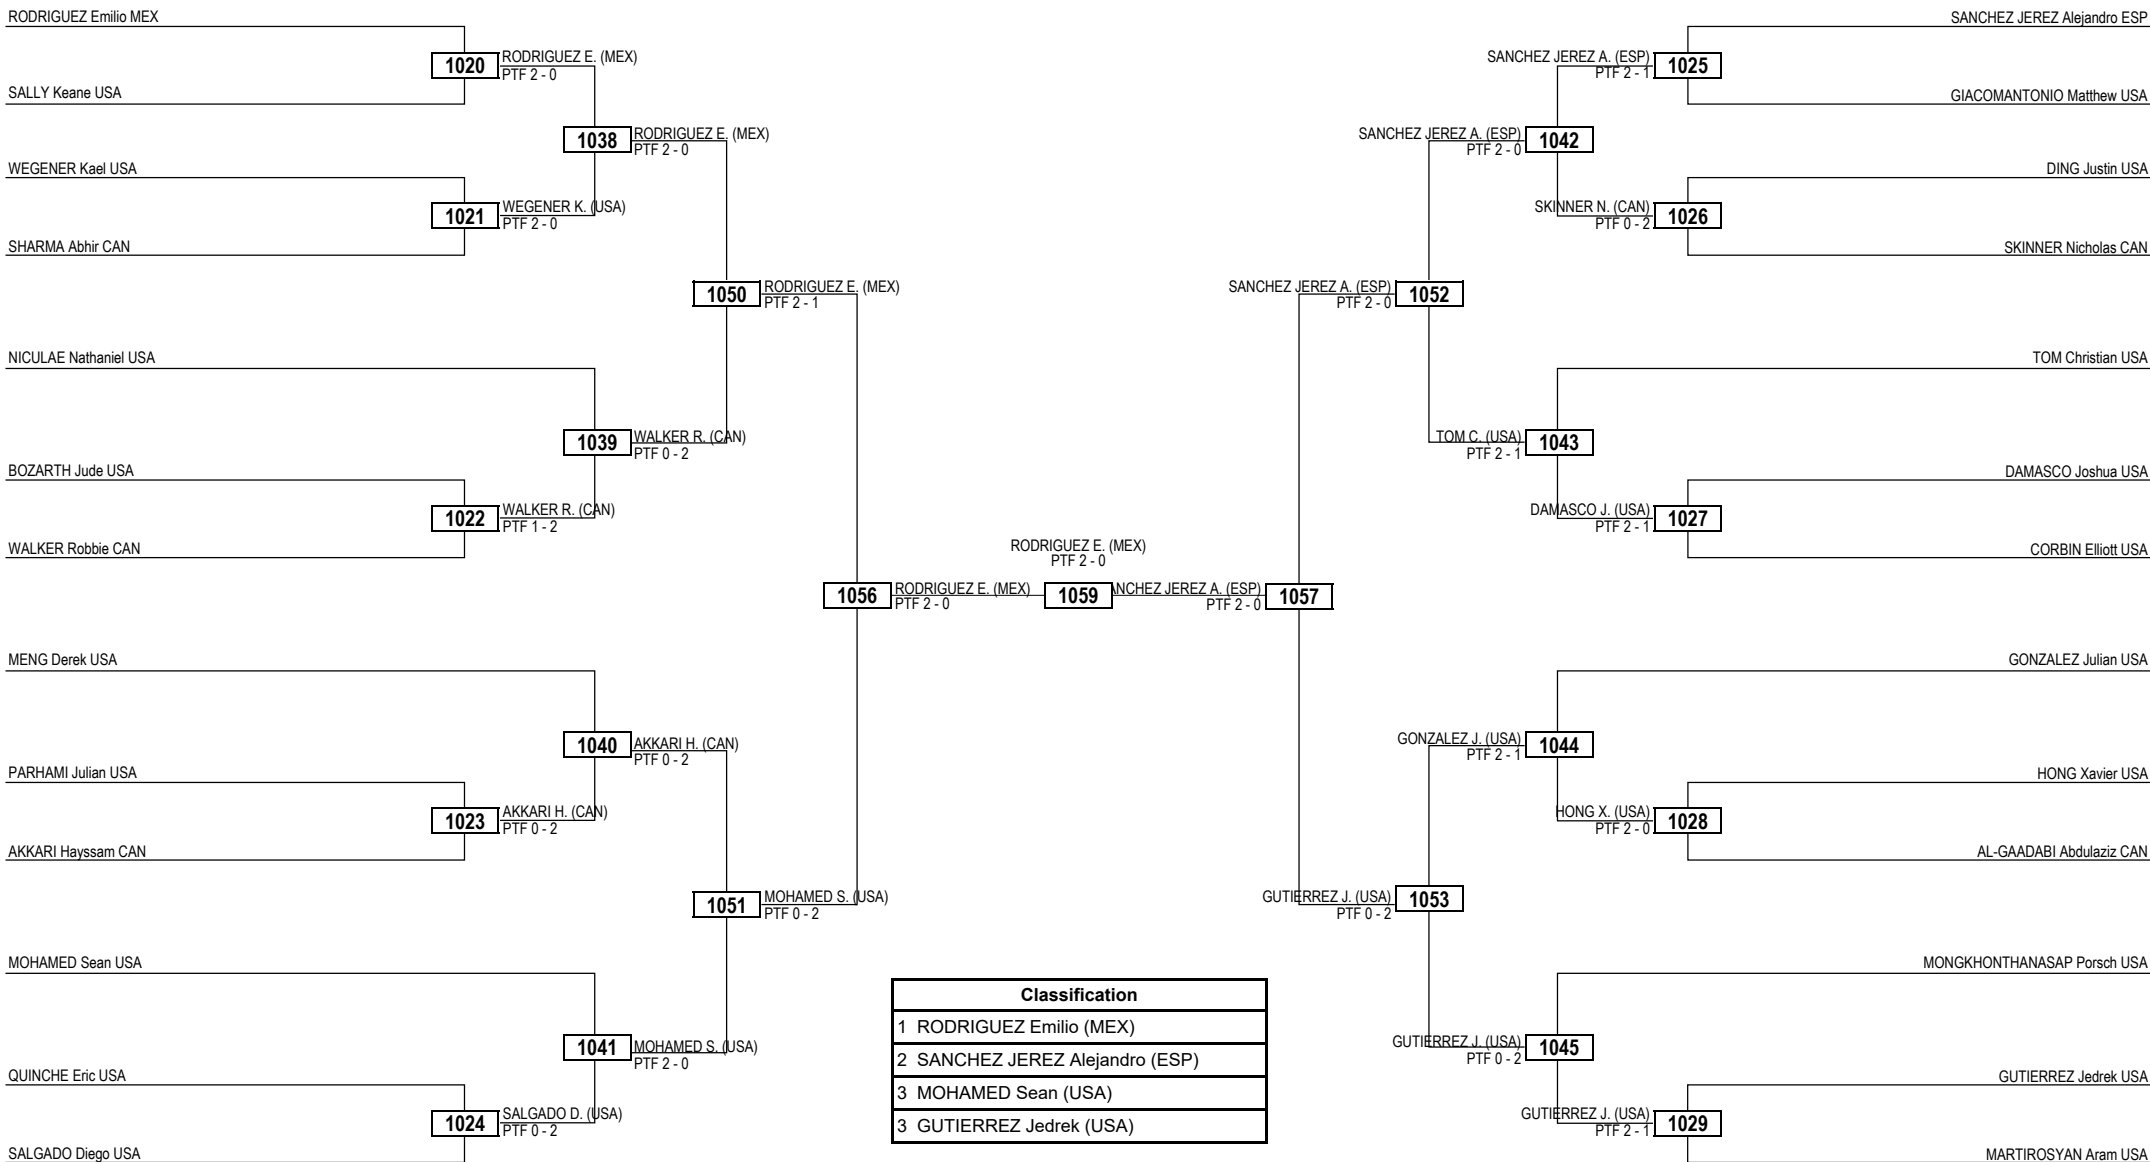 RODRIGUEZ Emilio MEX
SANCHEZ JEREZ Alejandro ESP
1020
RODRIGUEZ E. (MEX)
PTF 2 - 0
SANCHEZ JEREZ A. (ESP)
PTF 2 - 1
1025
SALLY Keane USA
GIACOMANTONIO Matthew USA
1038
RODRIGUEZ E. (MEX)
PTF 2 - 0
SANCHEZ JEREZ A. (ESP)
PTF 2 - 0
1042
WEGENER Kael USA
DING Justin USA
1021
WEGENER K. (USA)
PTF 2 - 0
SKINNER N. (CAN)
PTF 0 - 2
1026
SHARMA Abhir CAN
SKINNER Nicholas CAN
1050
RODRIGUEZ E. (MEX)
PTF 2 - 1
SANCHEZ JEREZ A. (ESP)
PTF 2 - 0
1052
NICULAE Nathaniel USA
TOM Christian USA
1039
WALKER R. (CAN)
PTF 0 - 2
TOM C. (USA)
PTF 2 - 1
1043
BOZARTH Jude USA
DAMASCO Joshua USA
1022
WALKER R. (CAN)
PTF 1 - 2
DAMASCO J. (USA)
PTF 2 - 1
1027
WALKER Robbie CAN
CORBIN Elliott USA
RODRIGUEZ E. (MEX)
PTF 2 - 0
1056
RODRIGUEZ E. (MEX)
PTF 2 - 0
1059
NCHEZ JEREZ A. (ESP)
PTF 2 - 0
1057
MENG Derek USA
GONZALEZ Julian USA
1040
AKKARI H. (CAN)
PTF 0 - 2
GONZALEZ J. (USA)
PTF 2 - 1
1044
PARHAMI Julian USA
HONG Xavier USA
1023
AKKARI H. (CAN)
PTF 0 - 2
HONG X. (USA)
PTF 2 - 0
1028
AKKARI Hayssam CAN
AL-GAADABI Abdulaziz CAN
1051
MOHAMED S. (USA)
PTF 0 - 2
GUTIERREZ J. (USA)
PTF 0 - 2
1053
MOHAMED Sean USA
MONGKHONTHANASAP Porsch USA
1041
MOHAMED S. (USA)
PTF 2 - 0
GUTIERREZ J. (USA)
PTF 0 - 2
1045
QUINCHE Eric USA
GUTIERREZ Jedrek USA
1024
SALGADO D. (USA)
PTF 0 - 2
GUTIERREZ J. (USA)
PTF 2 - 1
1029
SALGADO Diego USA
MARTIROSYAN Aram USA
Classification
1 RODRIGUEZ Emilio (MEX)
2 SANCHEZ JEREZ Alejandro (ESP)
3 MOHAMED Sean (USA)
3 GUTIERREZ Jedrek (USA)